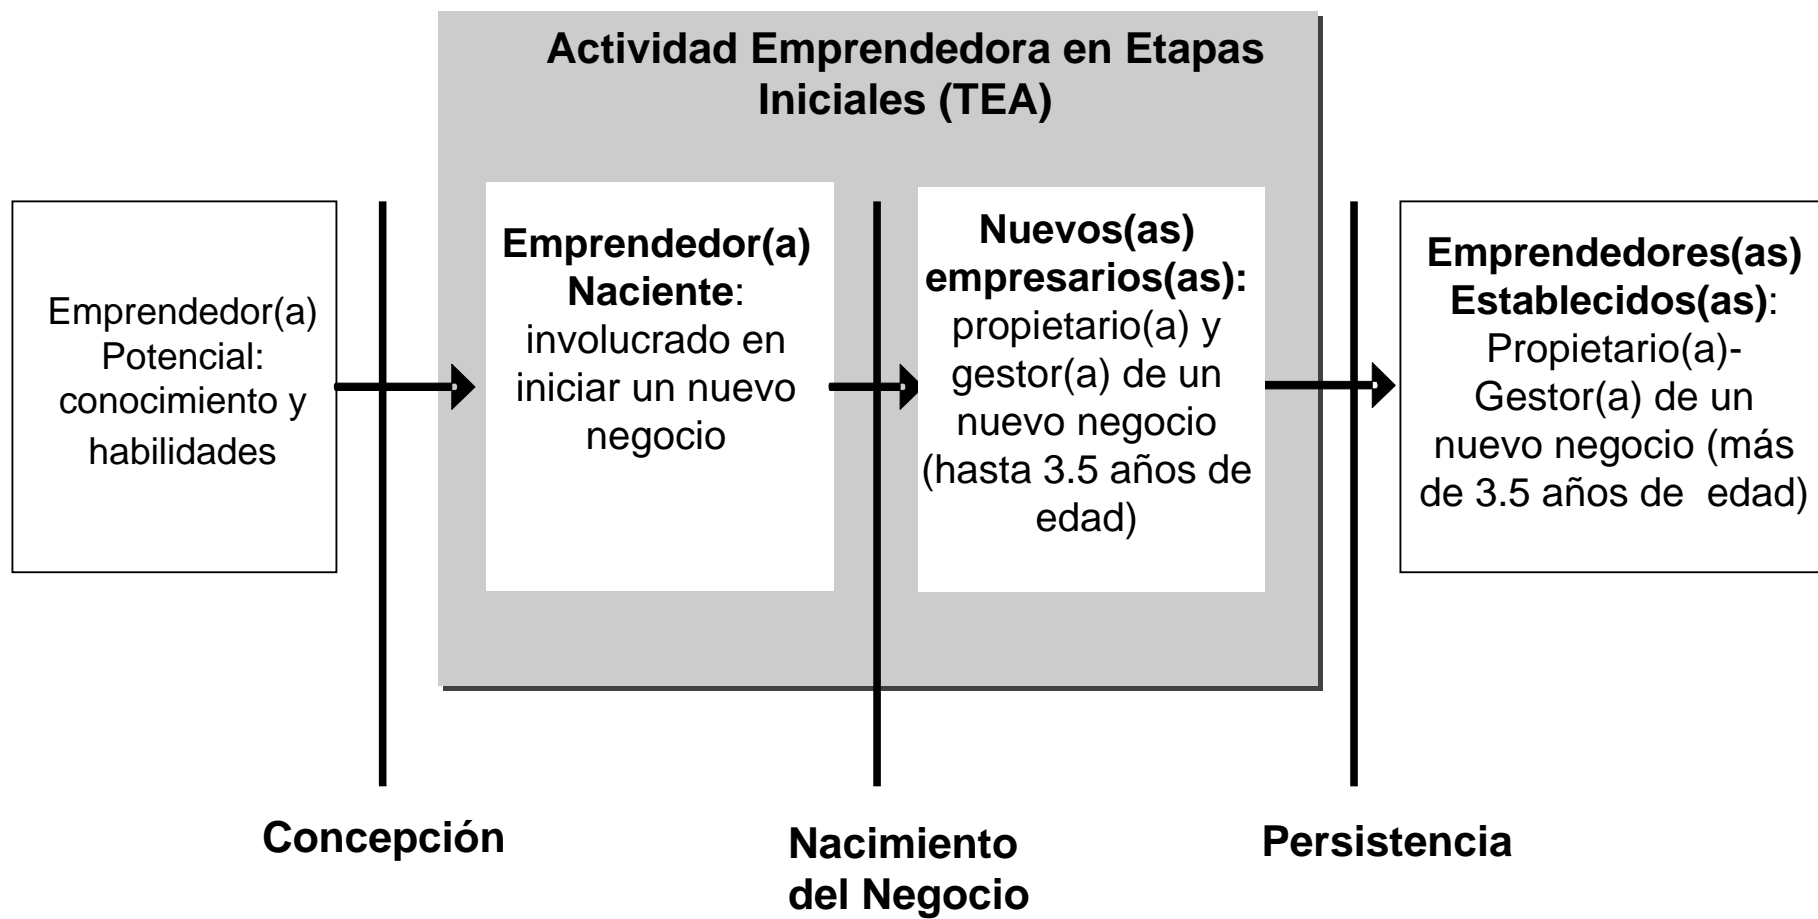 Actividad Emprendedora en Etapas
Iniciales (TEA)
Emprendedor(a)
Potencial:
conocimiento y
habilidades
Emprendedor(a)
Naciente:
involucrado en
iniciar un nuevo
negocio
Nuevos(as)
empresarios(as):
propietario(a) y
gestor(a) de un
nuevo negocio
(hasta 3.5 años de
edad)
Emprendedores(as)
Establecidos(as):
Propietario(a)-
Gestor(a) de un
nuevo negocio (más
de 3.5 años de  edad)
Concepción
Nacimiento
del Negocio
Persistencia